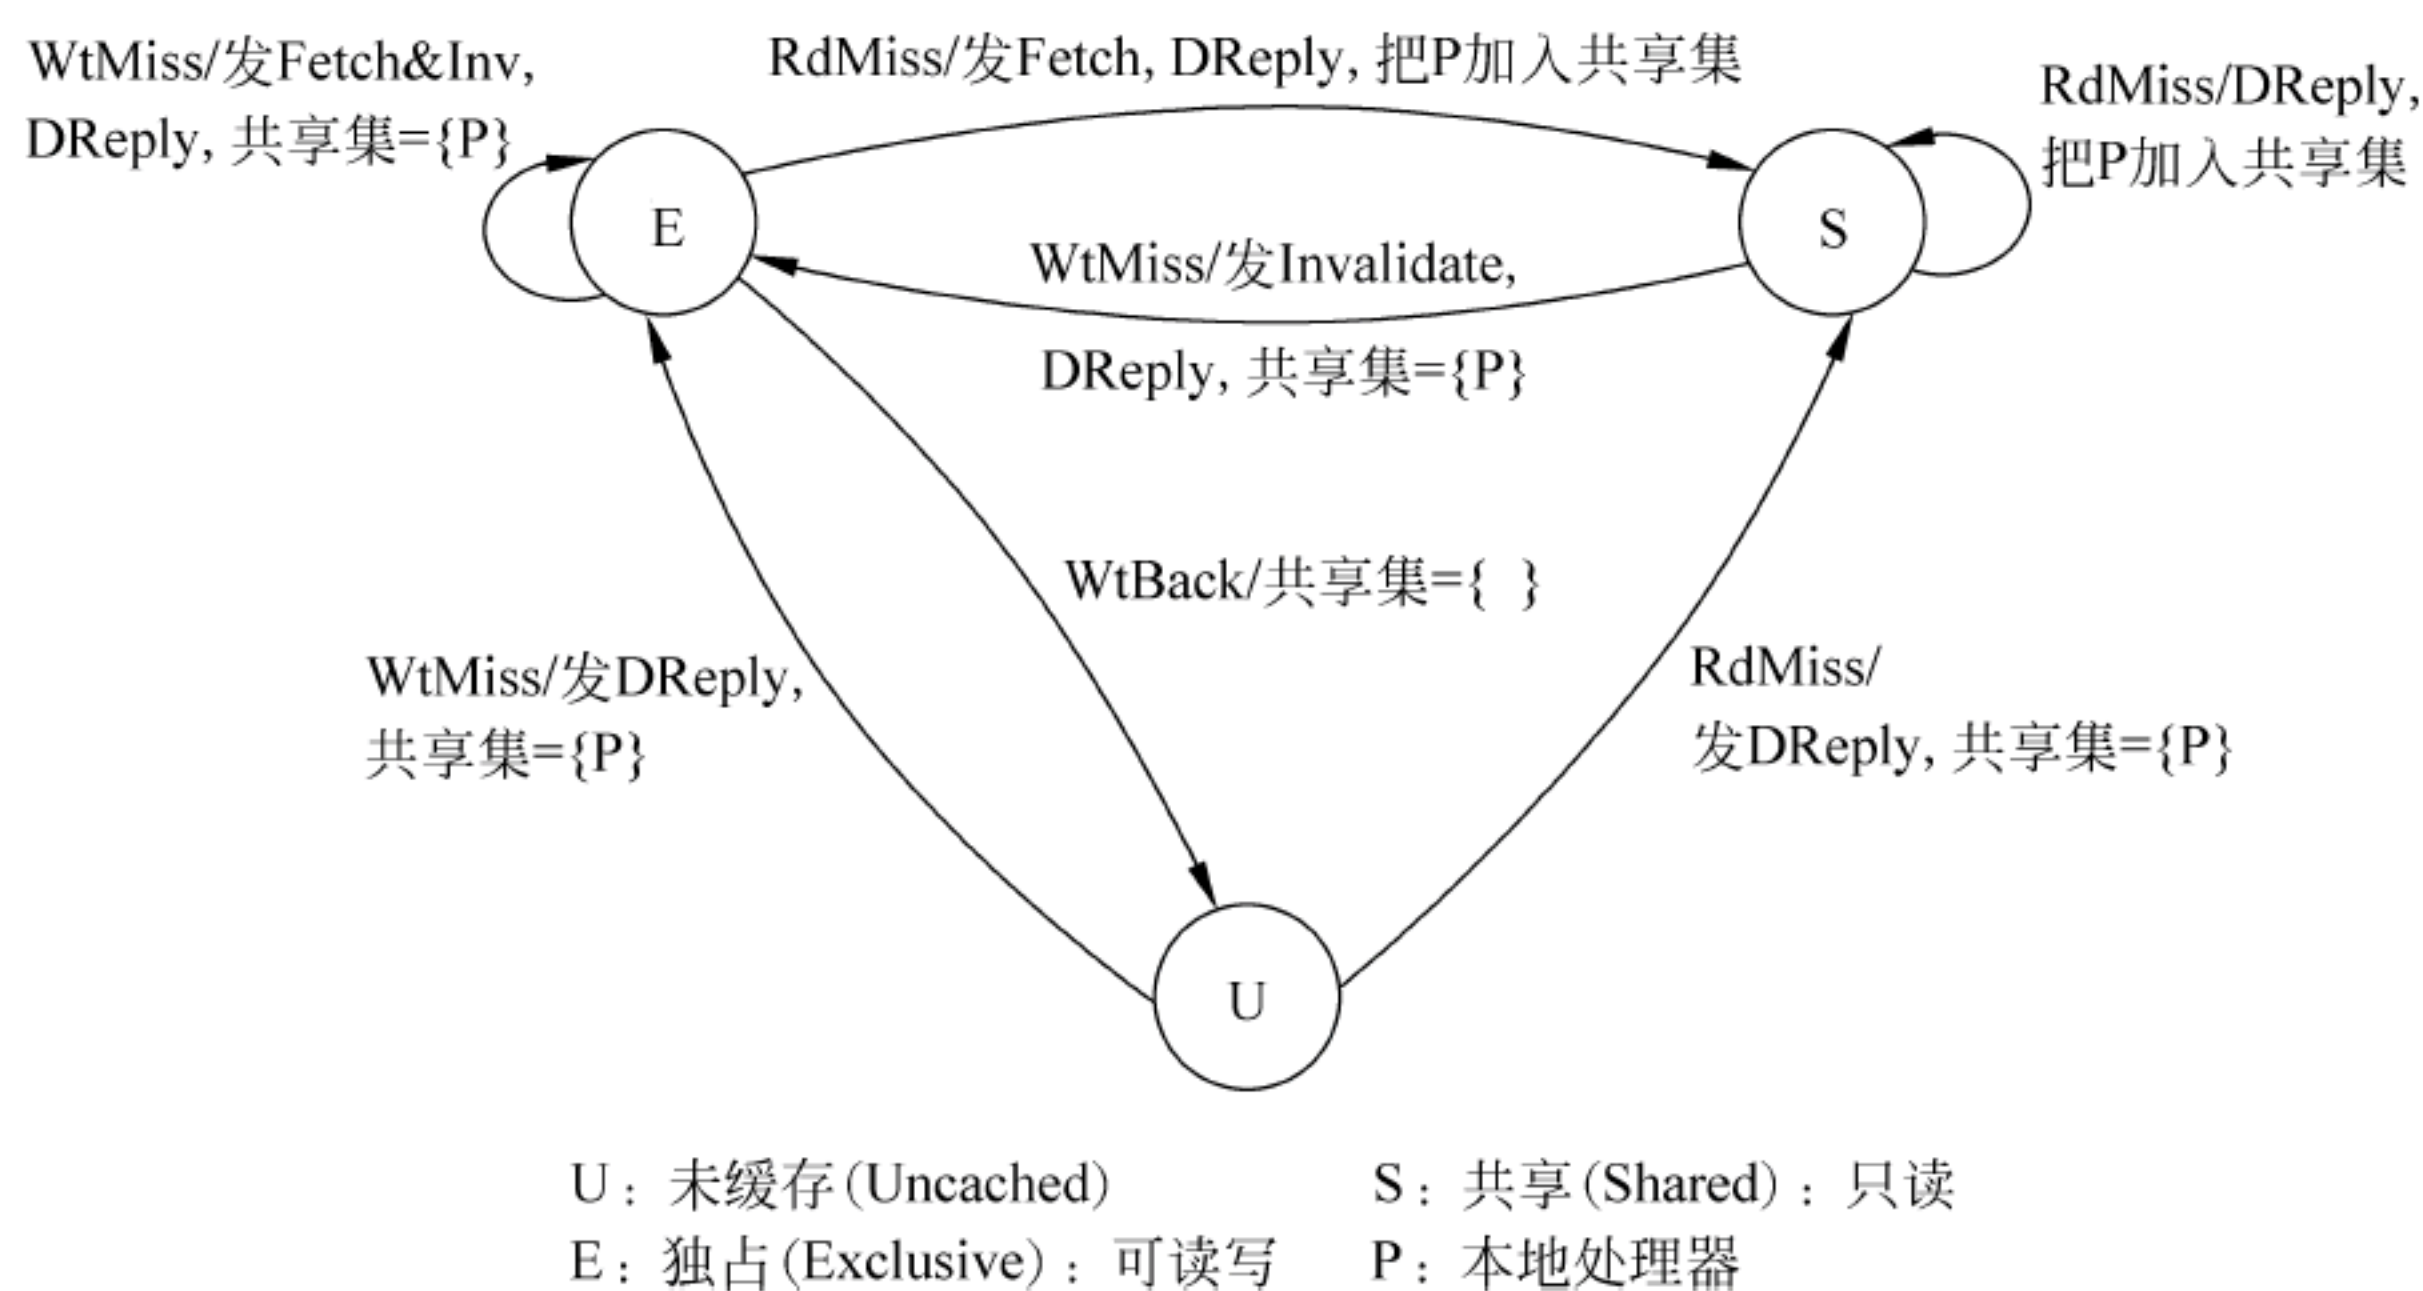 WtMiss/发Fetch&Inv,
DReply, 共享集={P}
RdMiss/发Fetch, DReply, 把P加入共享集
RdMiss/DReply,
把P加入共享集
E
S
WtMiss/发Invalidate,
DReply, 共享集={P}
WtBack/共享集={ }
WtMiss/发DReply,
共享集={P}
RdMiss/
发DReply, 共享集={P}
U
U：未缓存(Uncached)
S：共享(Shared)：只读
E：独占(Exclusive)：可读写
P：本地处理器